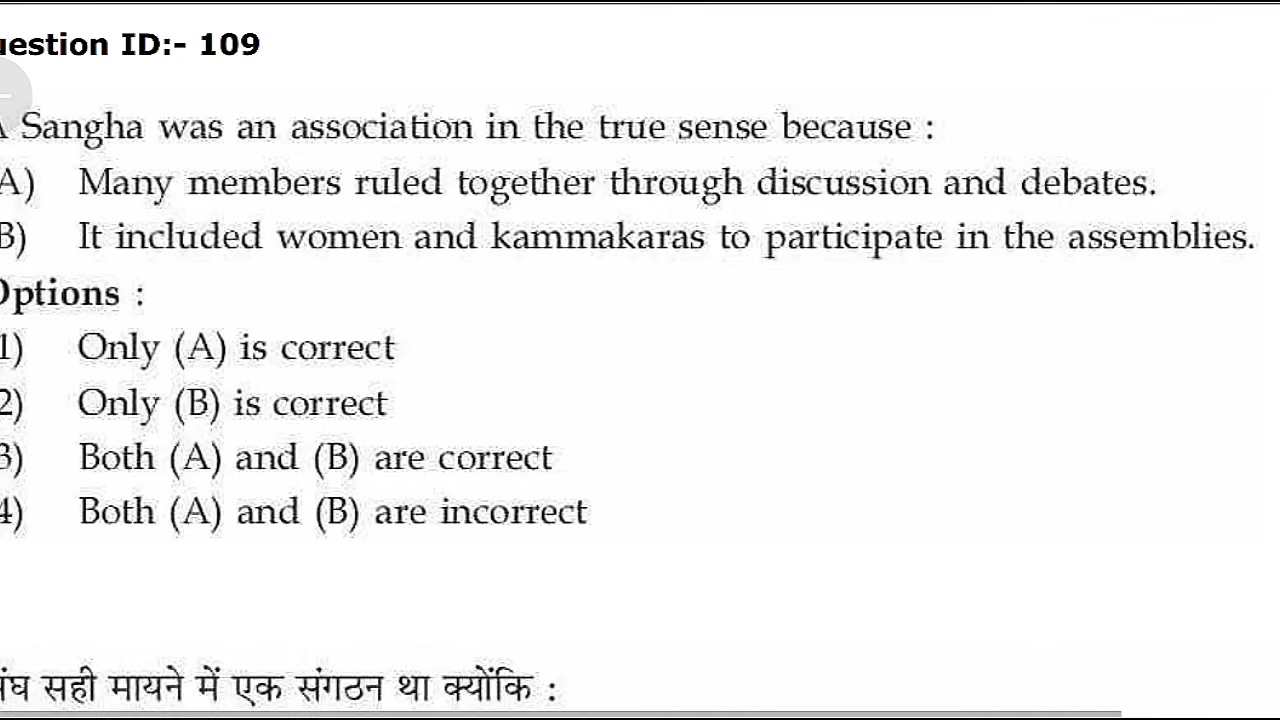 uestion ID:- 109
A Sangha was an association in the true sense because :
A) Many members ruled together through discussion and debates.
B) It included women and kammakaras to participate in the assemblies.
Options :
1) Only (A) is correct
2) Only (B) is correct
3) Both (A) and (B) are correct
4) Both (A) and (B) are incorrect
संघ सही मायने में एक संगठन था क्योंकि :